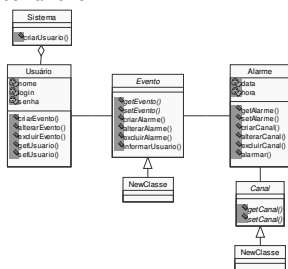 Sistema
criarUsuario()
Usuário
nome
login
senha
criarEvento()
alterarEvento()
excluirEvento()
getUsuario()
setUsuario()
Evento
getEvento()
setEvento()
criarAlarme()
alterarAlarme()
excluirAlarme()
informarUsuario()
NewClasse
Alarme
data
hora
getAlarme()
setAlarme()
criarCanal()
alterarCanal()
excluirCanal()
alarmar()
Canal
getCanal()
setCanal()
NewClasse